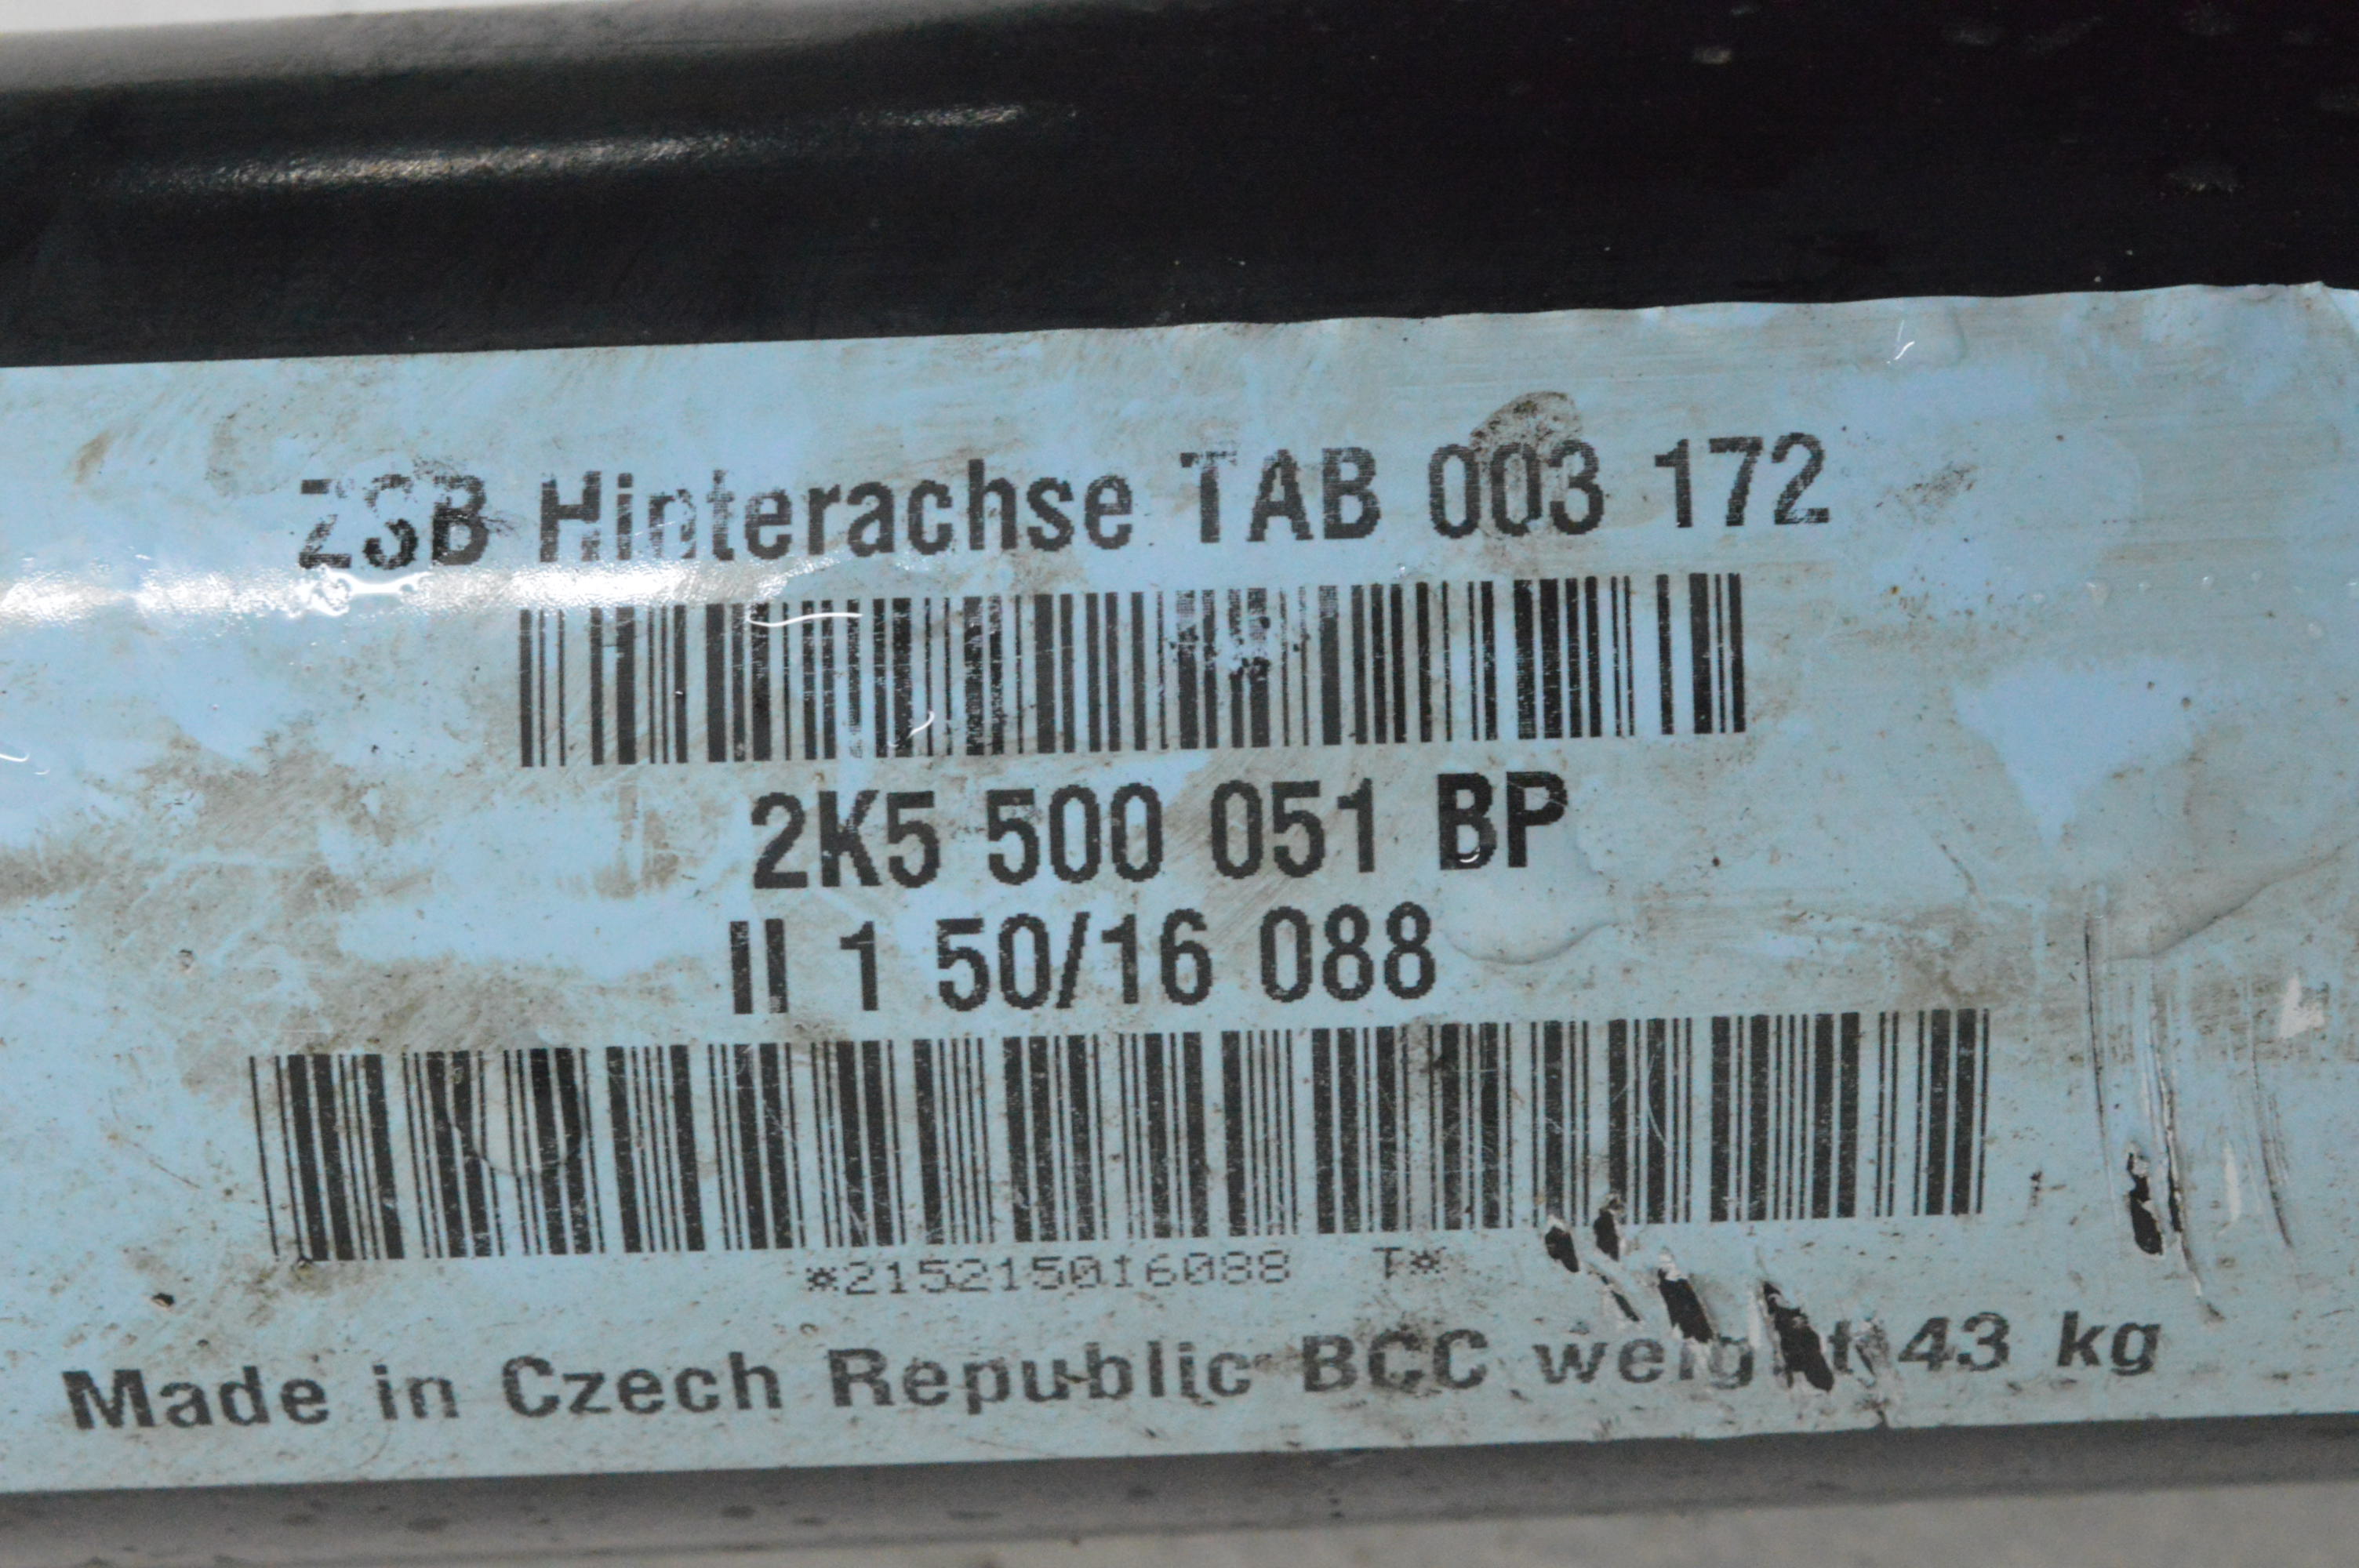 ZSB Hinterachse TAB 003 172
2K5 500 051 BP
II 1 50/16 088
*215215016088 T*
Made in Czech Republic BCC weight 43 kg